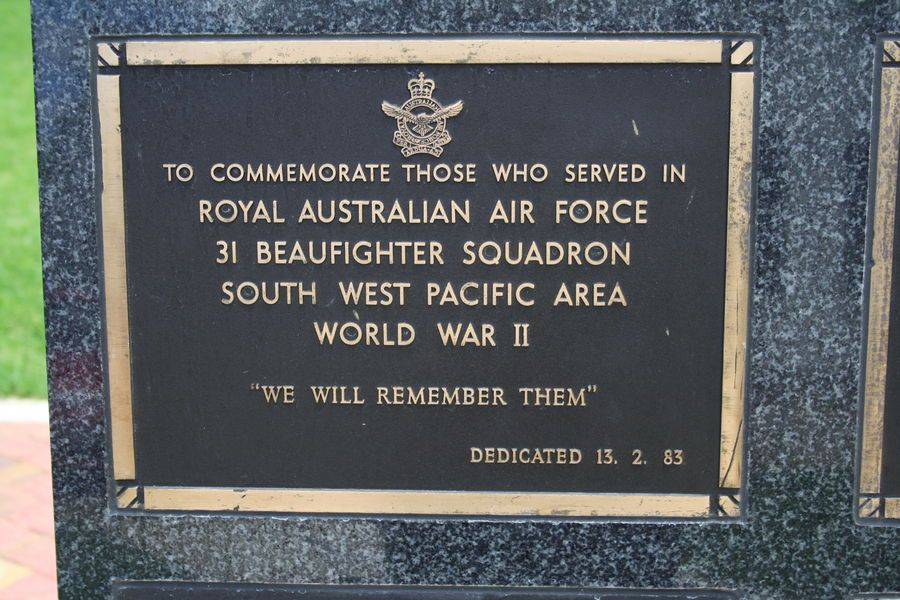 TO COMMEMORATE THOSE WHO SERVED IN
ROYAL AUSTRALIAN AIR FORCE
31 BEAUFIGHTER SQUADRON
SOUTH WEST PACIFIC AREA
WORLD WAR II
"WE WILL REMEMBER THEM"
DEDICATED 13. 2. 83